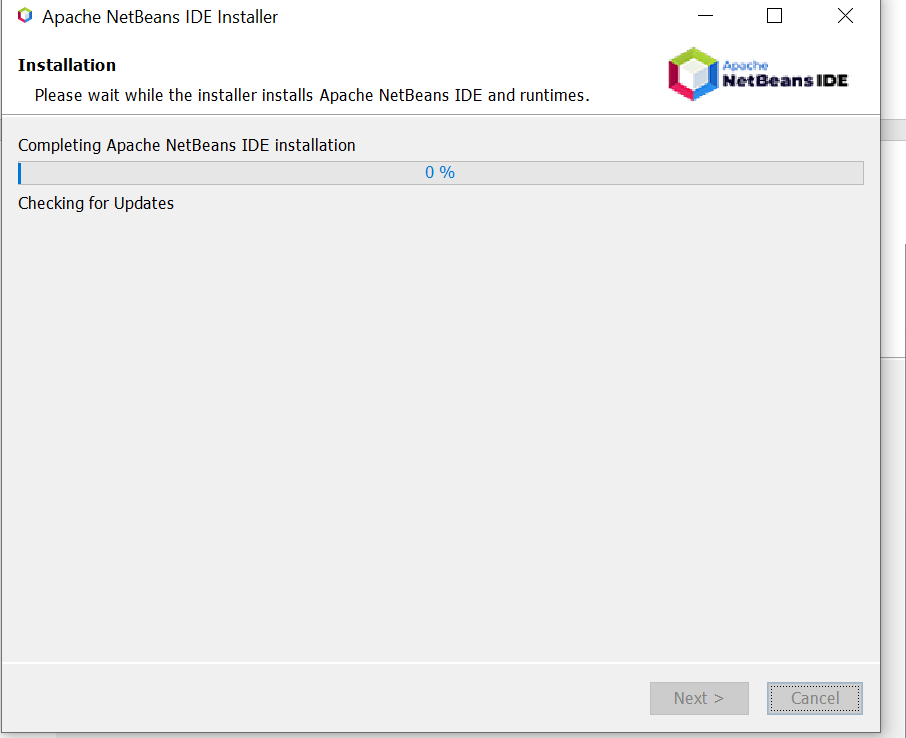 Apache NetBeans IDE Installer
Installation
Please wait while the installer installs Apache NetBeans IDE and runtimes.
Apache
NetBeans IDE
Completing Apache NetBeans IDE installation
0 %
Checking for Updates
Next >
Cancel